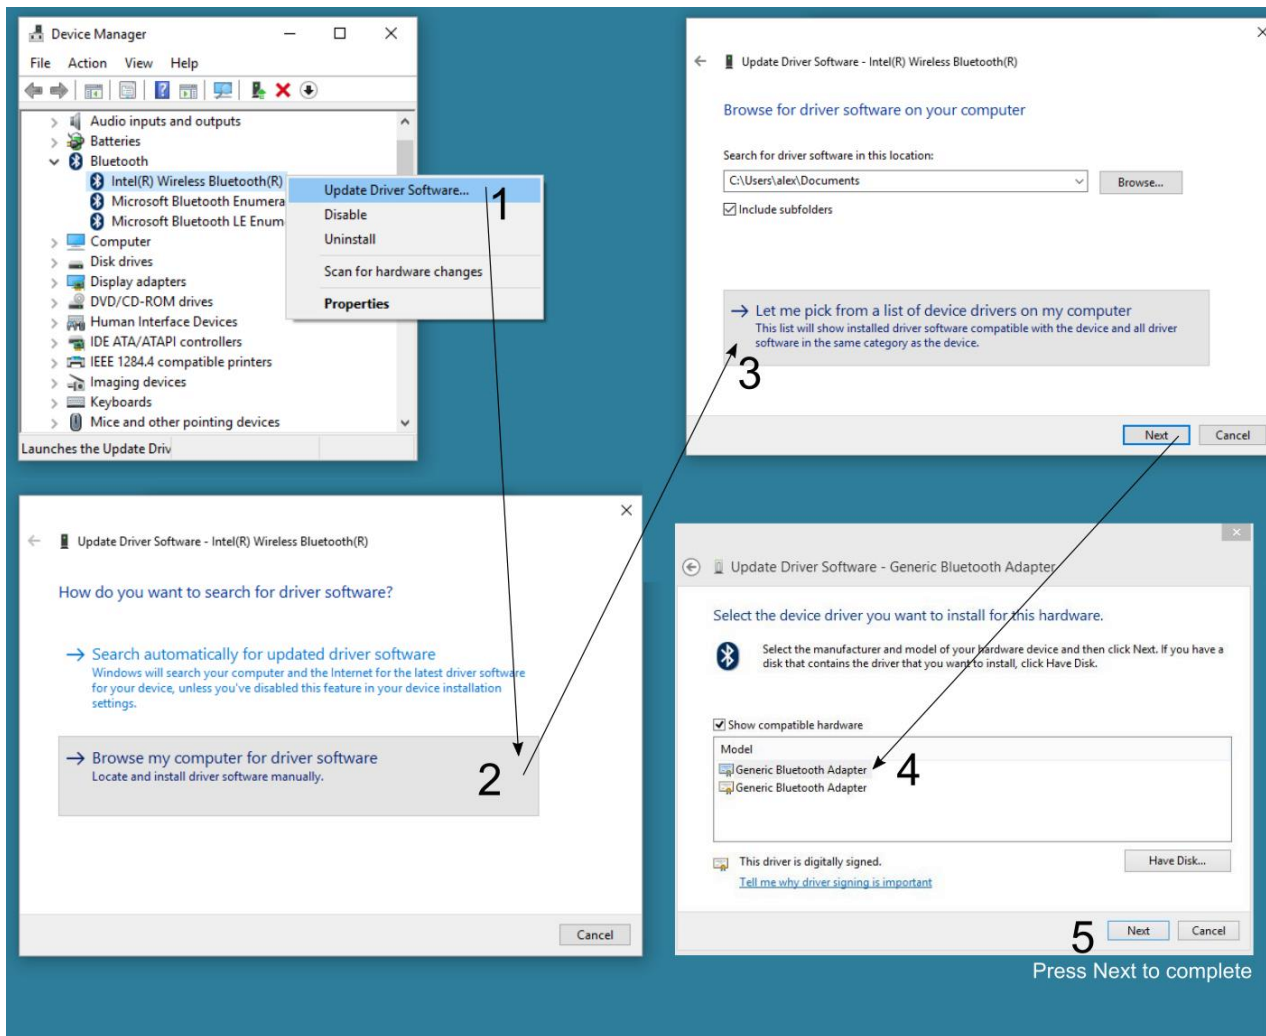 Device Manager
File Action View Help
Audio inputs and outputs
Batteries
Bluetooth
Intel(R) Wireless Bluetooth(R)
Microsoft Bluetooth Enumera
Microsoft Bluetooth LE Enum
Computer
Disk drives
Display adapters
DVD/CD-ROM drives
Human Interface Devices
IDE ATA/ATAPI controllers
IEEE 1284.4 compatible printers
Imaging devices
Keyboards
Mice and other pointing devices
Launches the Update Driv
Update Driver Software...
1
Disable
Uninstall
Scan for hardware changes
Properties
How do you want to search for driver software?
Update Driver Software - Intel(R) Wireless Bluetooth(R)
Search automatically for updated driver software
Windows will search your computer and the Internet for the latest driver software
for your device, unless you've disabled this feature in your device installation
settings.
Browse my computer for driver software
Locate and install driver software manually.
2
Cancel
Update Driver Software - Intel(R) Wireless Bluetooth(R)
Browse for driver software on your computer
Search for driver software in this location:
C:\Users\alex\Documents
Browse...
Include subfolders
Let me pick from a list of device drivers on my computer
This list will show installed driver software compatible with the device and all driver
software in the same category as the device.
3
Next Cancel
Update Driver Software - Generic Bluetooth Adapter
Select the device driver you want to install for this hardware.
Select the manufacturer and model of your hardware device and then click Next. If you have a
disk that contains the driver that you want to install, click Have Disk.
Show compatible hardware
Model
Generic Bluetooth Adapter
4
Generic Bluetooth Adapter
This driver is digitally signed.
Have Disk...
Tell me why driver signing is important
5
Next Cancel
Press Next to complete